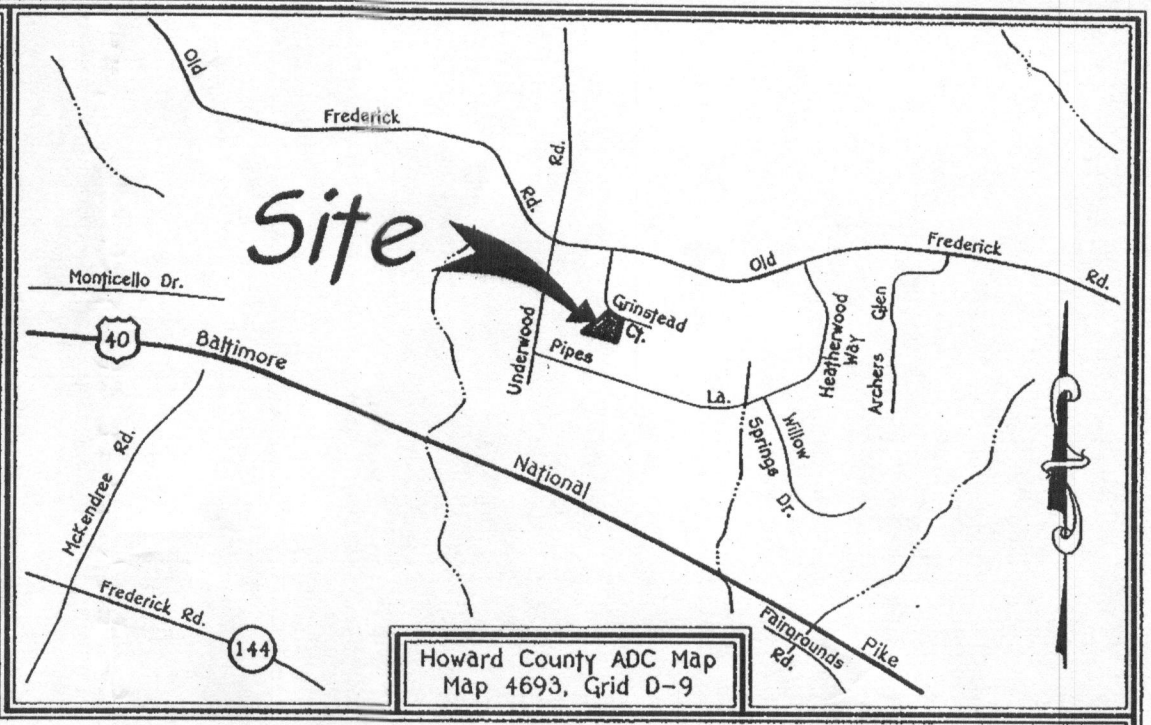 Old
Frederick
Rd.
Rd.
Site
Old
Frederick
Rd.
Monticello Dr.
40
Baltimore
Grinstead
Ct.
Underwood
Pipes
La.
Heatherwood
Way
Archers Glen
Willow
Springs
Dr.
McKendree Rd.
National
Frederick Rd.
144
Fairgrounds
Rd.
Pike
Howard County ADC Map
Map 4693, Grid D-9